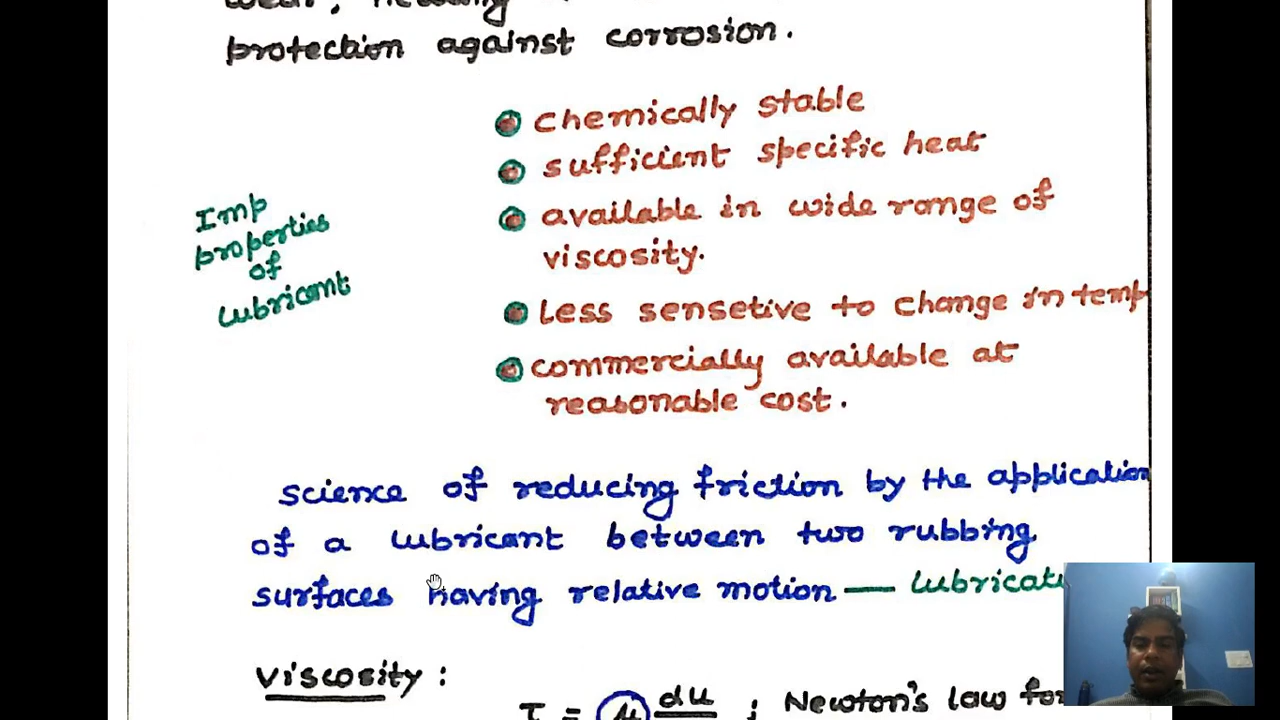 protection against corrosion.
chemically stable
sufficient specific heat
available in wide range of
viscosity.
Imp
properties
of
Lubricant
Less sensetive to change in temp
commercially available at
reasonable cost.
science of reducing friction by the application
of a lubricant between two rubbing
surfaces having relative motion — Lubricat
viscosity :
τ = μ du ; Newton's law for